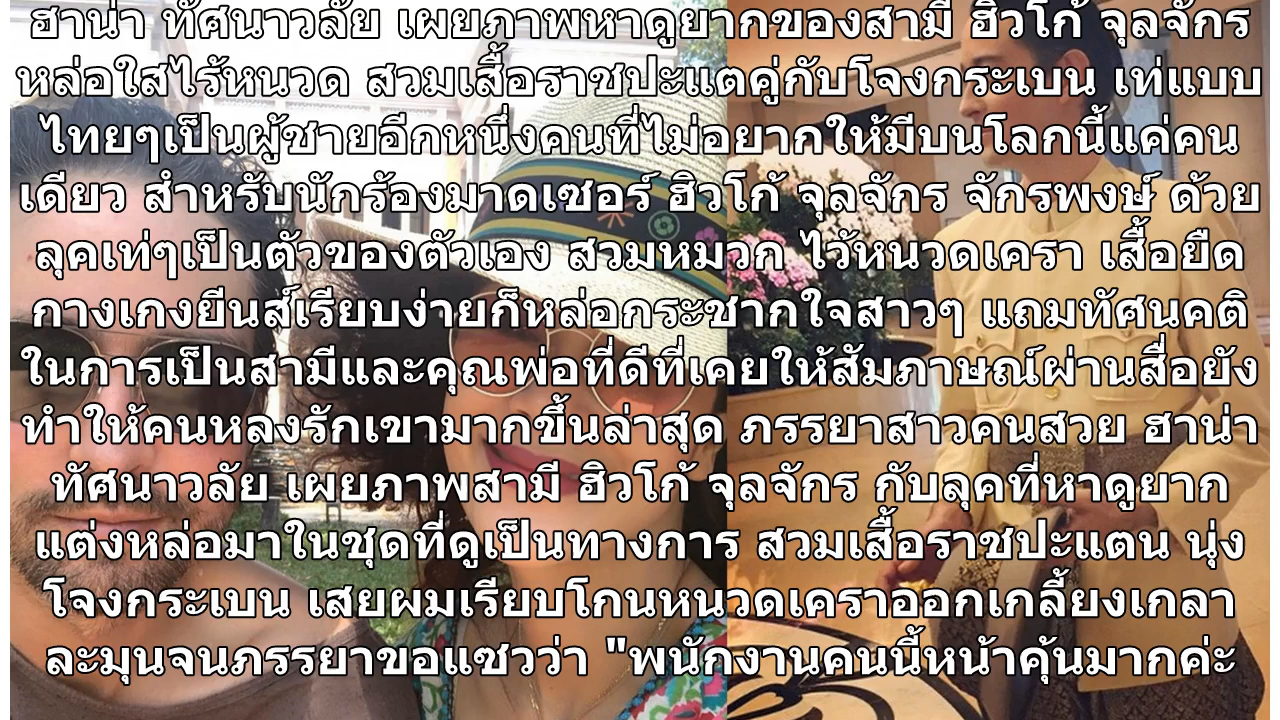 ฮาน่า ทัศนาวลัย เผยภาพหาดูยากของสามี ฮิวโก้ จุลจักร
หล่อใสไร้หนวด สวมเสื้อราชปะแตคู่กับโจงกระเบน เท่แบบ
ไทยๆเป็นผู้ชายอีกหนึ่งคนที่ไม่อยากให้มีบนโลกนี้แค่คน
เดียว สำหรับนักร้องมาดเซอร์ ฮิวโก้ จุลจักร จักรพงษ์ ด้วย
ลุคเท่ๆเป็นตัวของตัวเอง สวมหมวก ไว้หนวดเครา เสื้อยืด
กางเกงยีนส์เรียบง่ายก็หล่อกระชากใจสาวๆ แถมทัศนคติ
ในการเป็นสามีและคุณพ่อที่ดีที่เคยให้สัมภาษณ์ผ่านสื่อยัง
ทำให้คนหลงรักเขามากขึ้นล่าสุด ภรรยาสาวคนสวย ฮาน่า
ทัศนาวลัย เผยภาพสามี ฮิวโก้ จุลจักร กับลุคที่หาดูยาก
แต่งหล่อมาในชุดที่ดูเป็นทางการ สวมเสื้อราชปะแตน นุ่ง
โจงกระเบน เสยผมเรียบโกนหนวดเคราออกเกลี้ยงเกลา
ละมุนจนภรรยาขอแซวว่า "พนักงานคนนี้หน้าคุ้นมากค่ะ